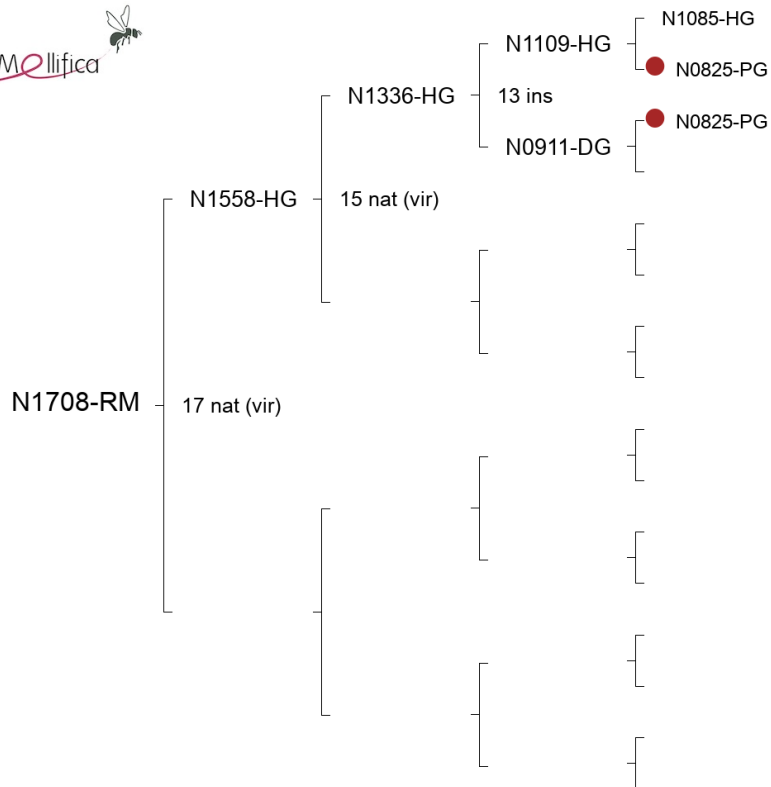 Mellifica
N1085-HG
N1109-HG
N0825-PG
N1336-HG
13 ins
N0825-PG
N0911-DG
N1558-HG
15 nat (vir)
N1708-RM
17 nat (vir)